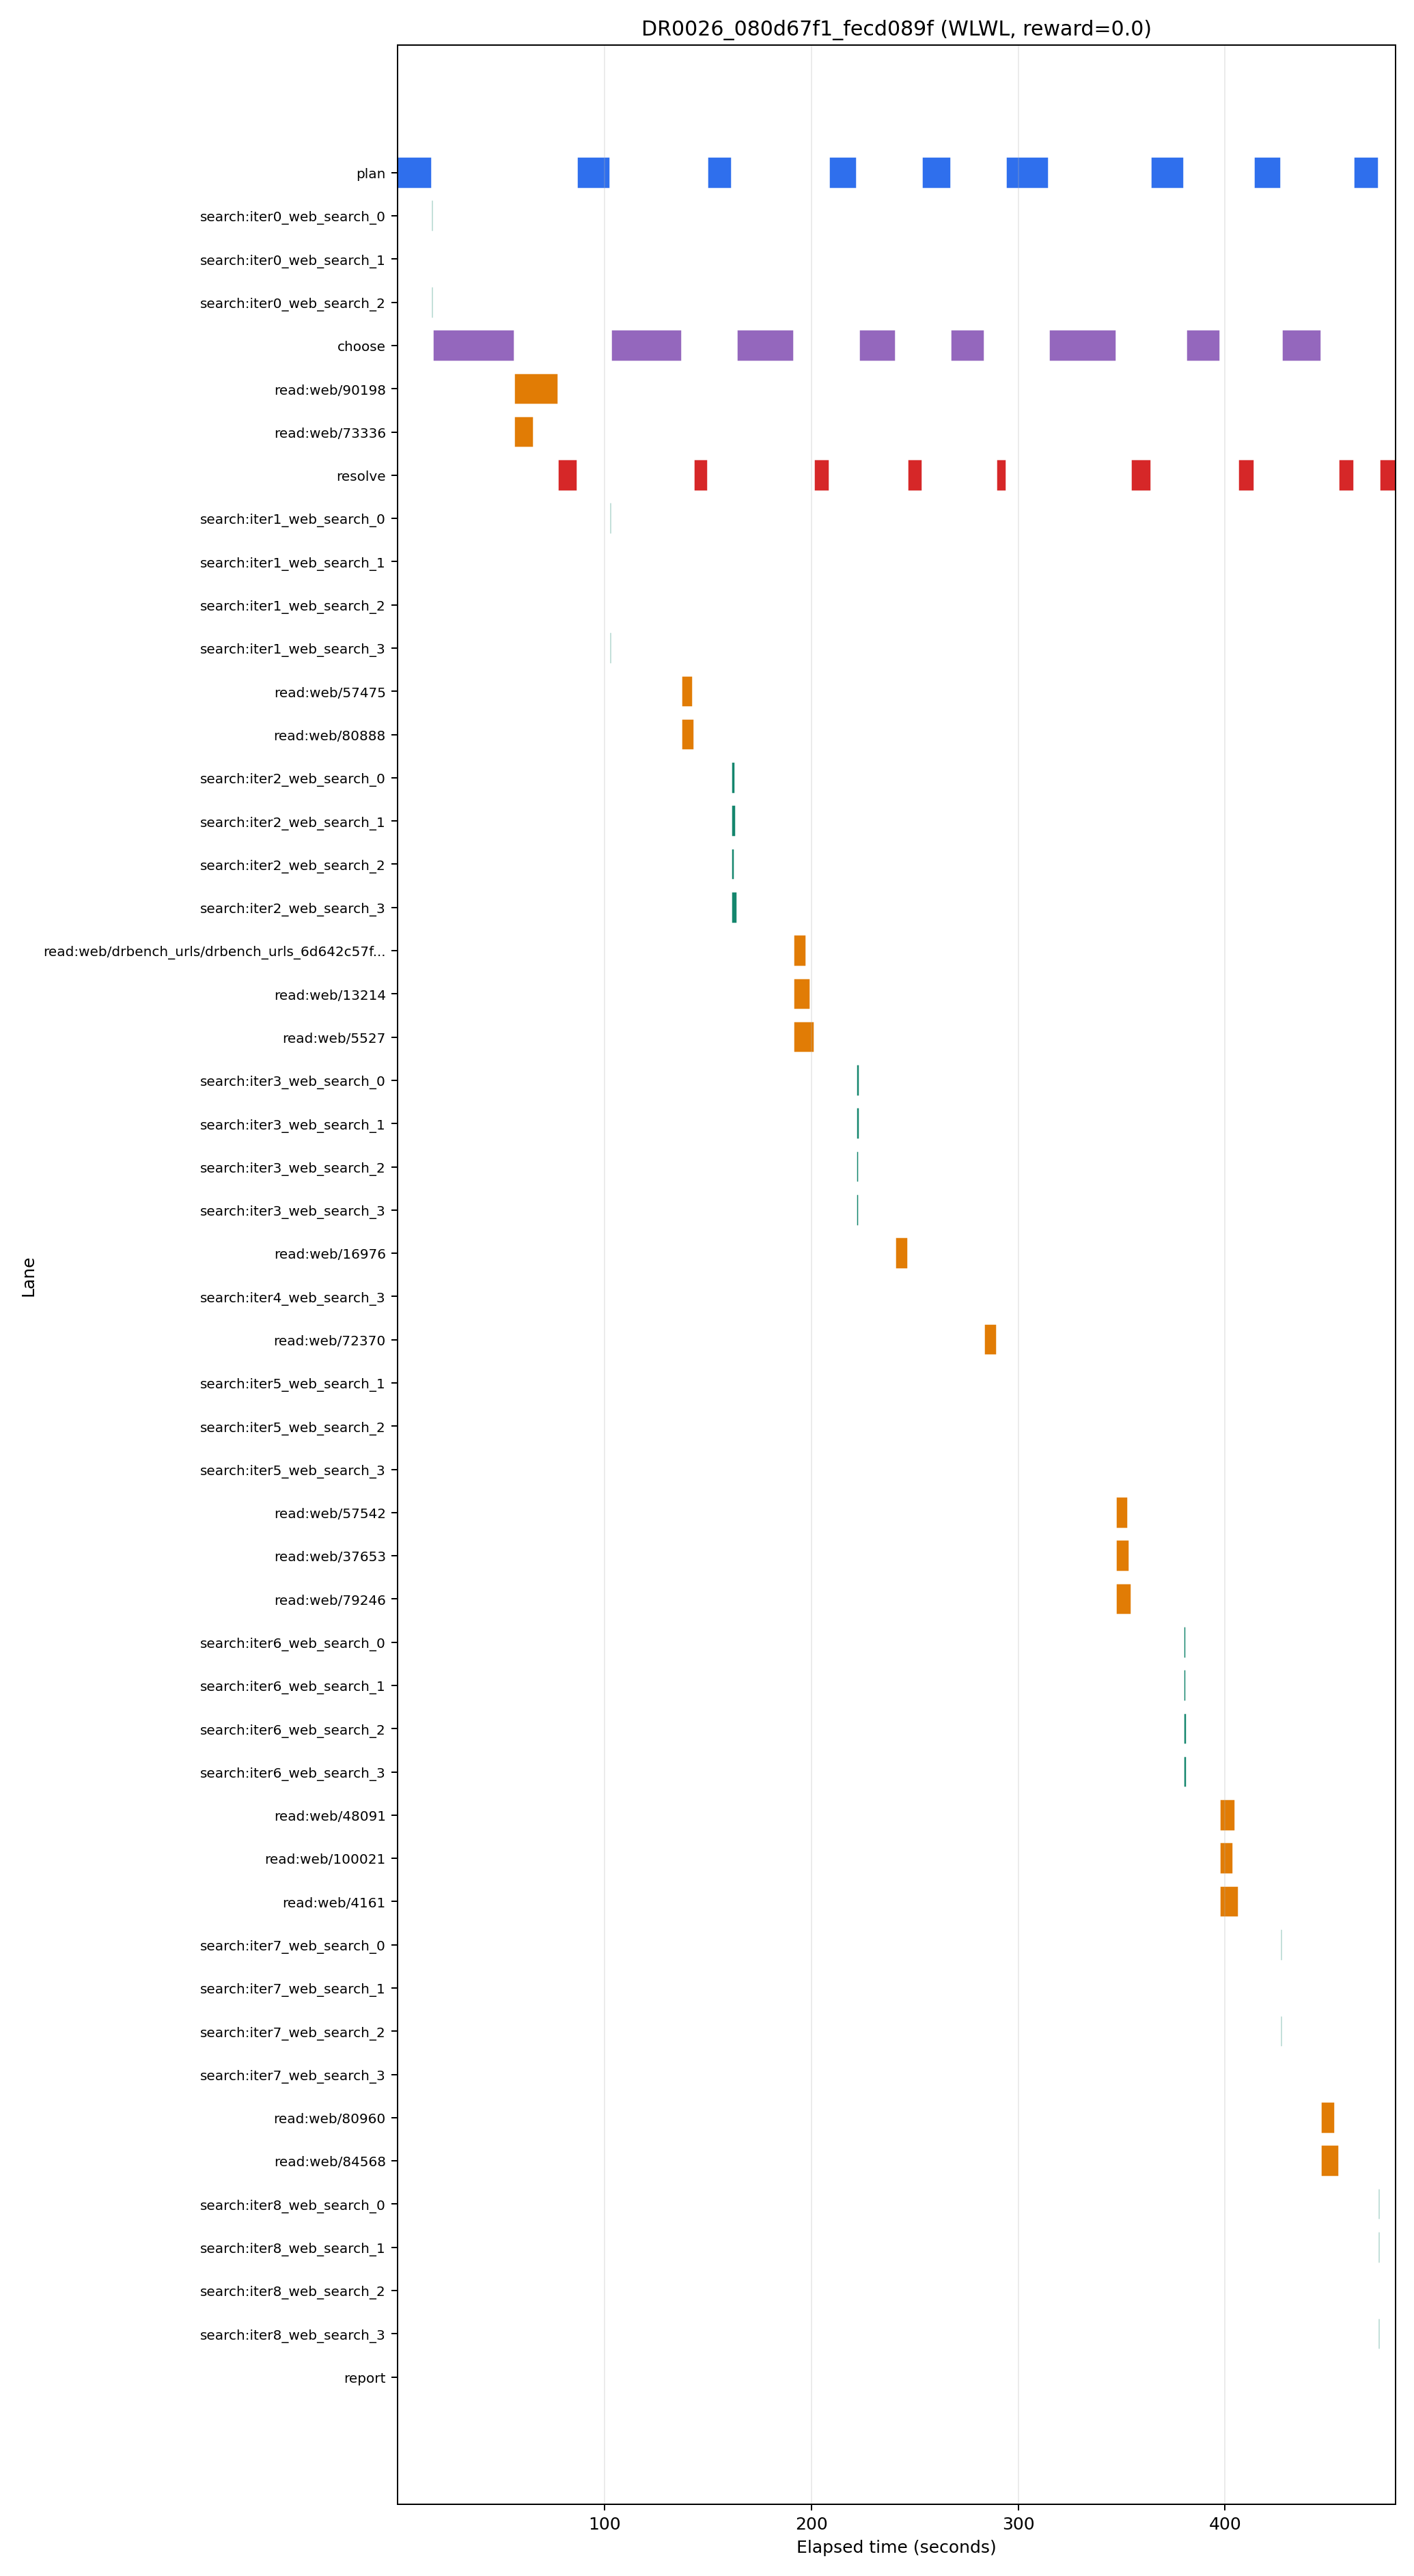 DR0026_080d67f1_fecd089f (WLWL, reward=0.0)
plan
search:iter0_web_search_0
search:iter0_web_search_1
search:iter0_web_search_2
choose
read:web/90198
read:web/73336
resolve
search:iter1_web_search_0
search:iter1_web_search_1
search:iter1_web_search_2
search:iter1_web_search_3
read:web/57475
read:web/80888
search:iter2_web_search_0
search:iter2_web_search_1
search:iter2_web_search_2
search:iter2_web_search_3
read:web/drbench_urls/drbench_urls_6d642c57f...
read:web/13214
read:web/5527
search:iter3_web_search_0
search:iter3_web_search_1
search:iter3_web_search_2
search:iter3_web_search_3
read:web/16976
search:iter4_web_search_3
read:web/72370
search:iter5_web_search_1
search:iter5_web_search_2
search:iter5_web_search_3
read:web/57542
read:web/37653
read:web/79246
search:iter6_web_search_0
search:iter6_web_search_1
search:iter6_web_search_2
search:iter6_web_search_3
read:web/48091
read:web/100021
read:web/4161
search:iter7_web_search_0
search:iter7_web_search_1
search:iter7_web_search_2
search:iter7_web_search_3
read:web/80960
read:web/84568
search:iter8_web_search_0
search:iter8_web_search_1
search:iter8_web_search_2
search:iter8_web_search_3
report
Lane
100 200 300 400
Elapsed time (seconds)